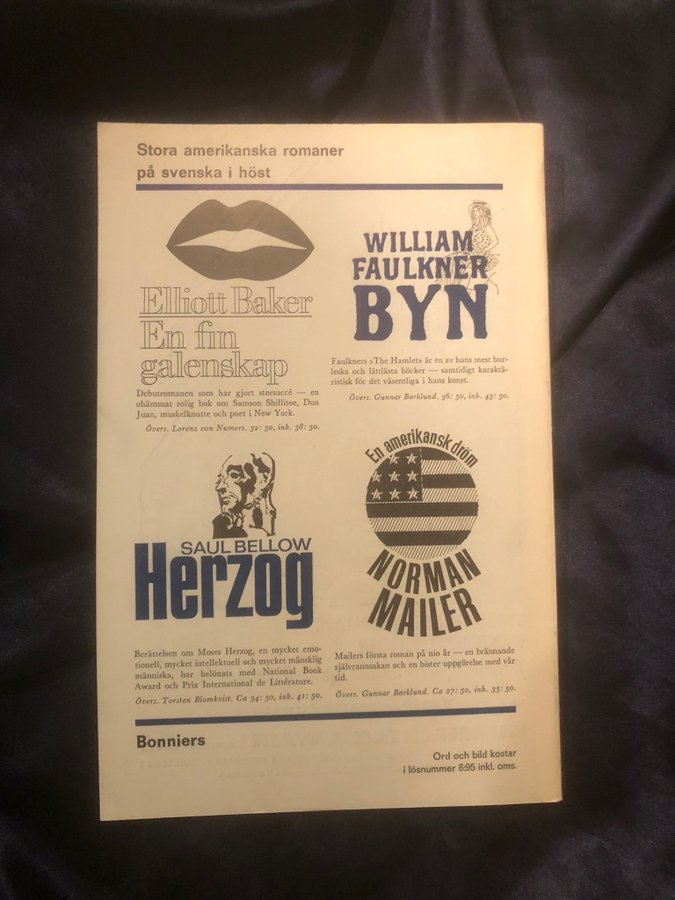 Stora amerikanska romaner
på svenska i höst
Elliott Baker
En fin
galenskap
Debutromanen som har gjort storsuccé — en
ohämmat rolig bok om Samson Shillitoe, Don
Juan, muskelknutte och poet i New York.
Övers. Lorenz von Numers. 32: 50, inb. 38: 50.
WILLIAM
FAULKNER
BYN
Faulkners »The Hamlet» är en av hans mest bur-
leska och lättlästa böcker — samtidigt karaktä-
ristisk för det väsentliga i hans konst.
Övers. Gunnar Barklund. 36: 50, inb. 43: 50.
SAUL BELLOW
Herzog
Berättelsen om Moses Herzog, en mycket emo-
tionell, mycket intellektuell och mycket mänsklig
människa, har belönats med National Book
Award och Prix International de Littérature.
Övers. Torsten Blomkvist. Ca 34: 50, inb. 41: 50.
En amerikansk dröm
NORMAN
MAILER
Mailers första roman på nio år — en brännande
självrannsakan och en bister uppgörelse med vår
tid.
Övers. Gunnar Barklund. Ca 27: 50, inb. 33: 50.
Bonniers
Ord och bild kostar
i lösnummer 6:95 inkl. oms.